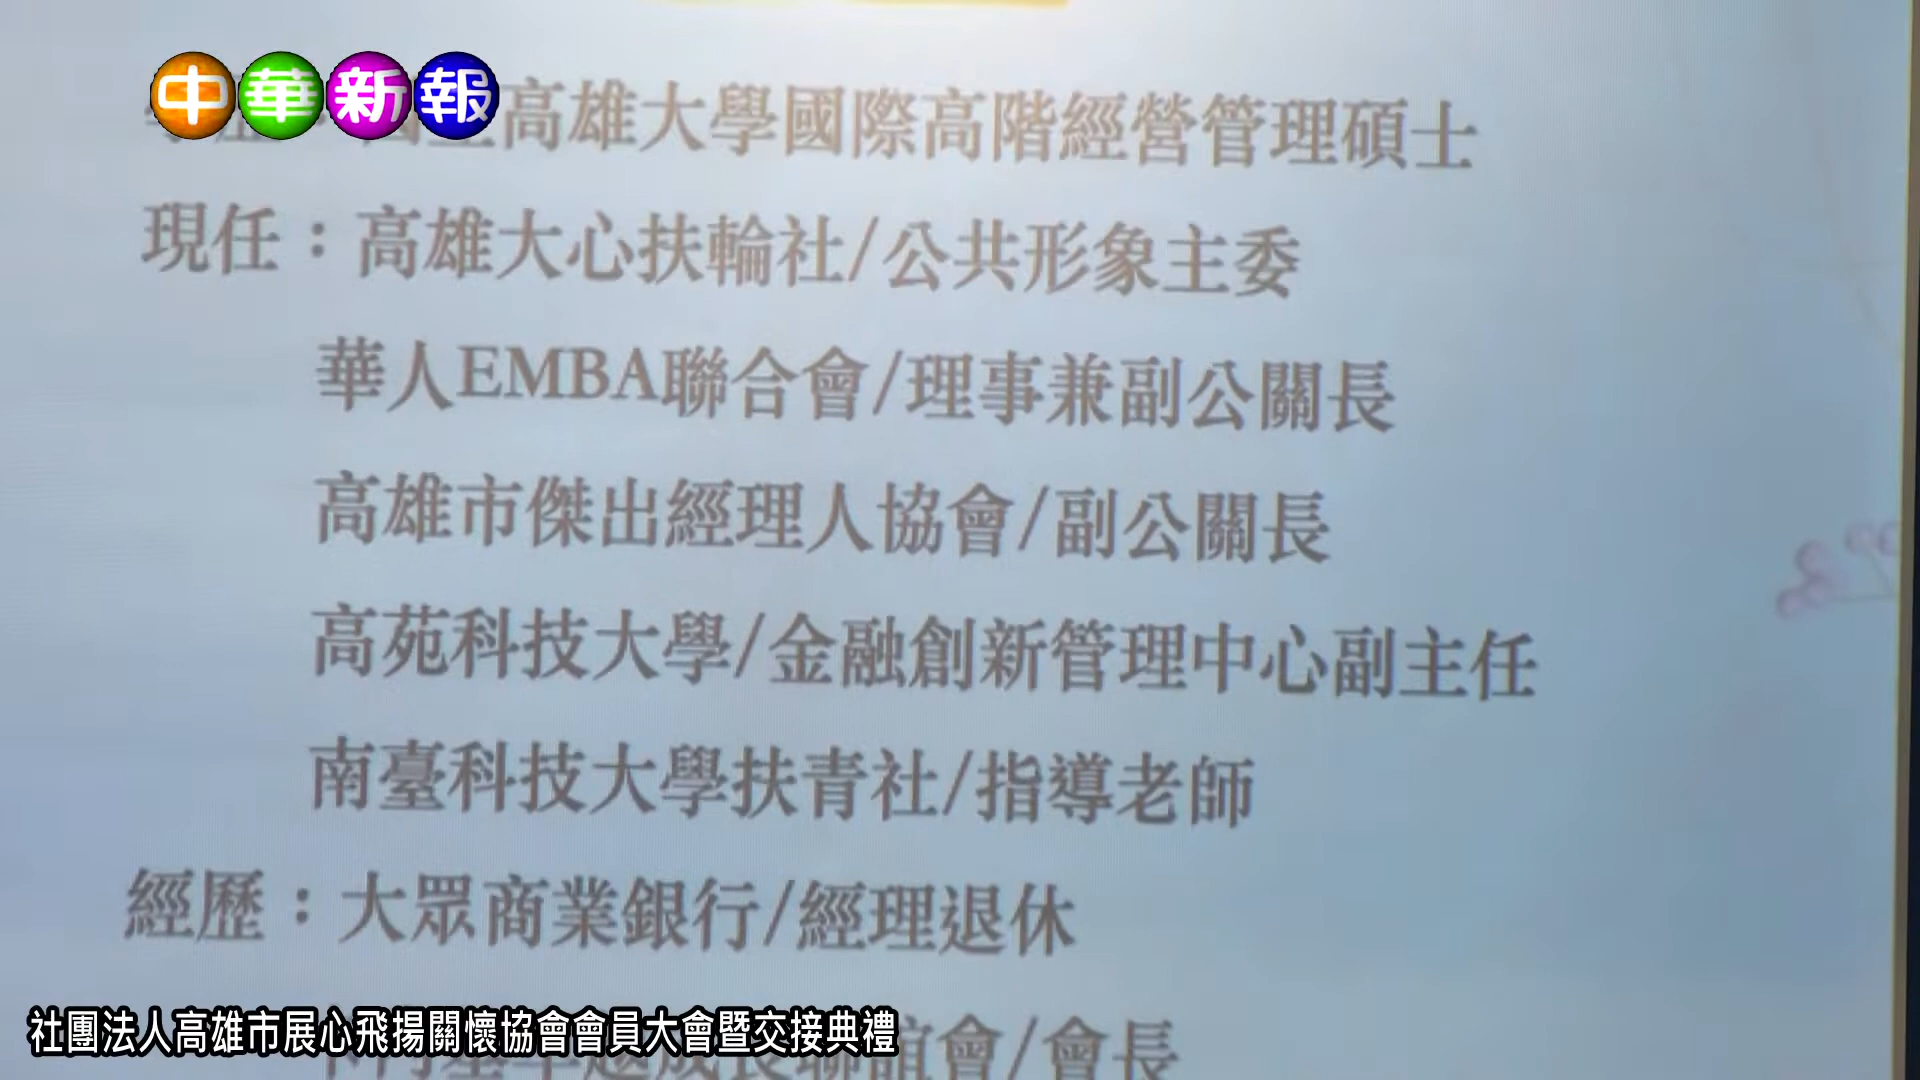 中華新報
高雄大學國際高階經營管理碩士
現任：高雄大心扶輪社/公共形象主委
華人EMBA聯合會/理事兼副公關長
高雄市傑出經理人協會/副公關長
高苑科技大學/金融創新管理中心副主任
南臺科技大學扶青社/指導老師
經歷：大眾商業銀行/經理退休
聯誼會/會長
社團法人高雄市展心飛揚關懷協會會員大會暨交接典禮